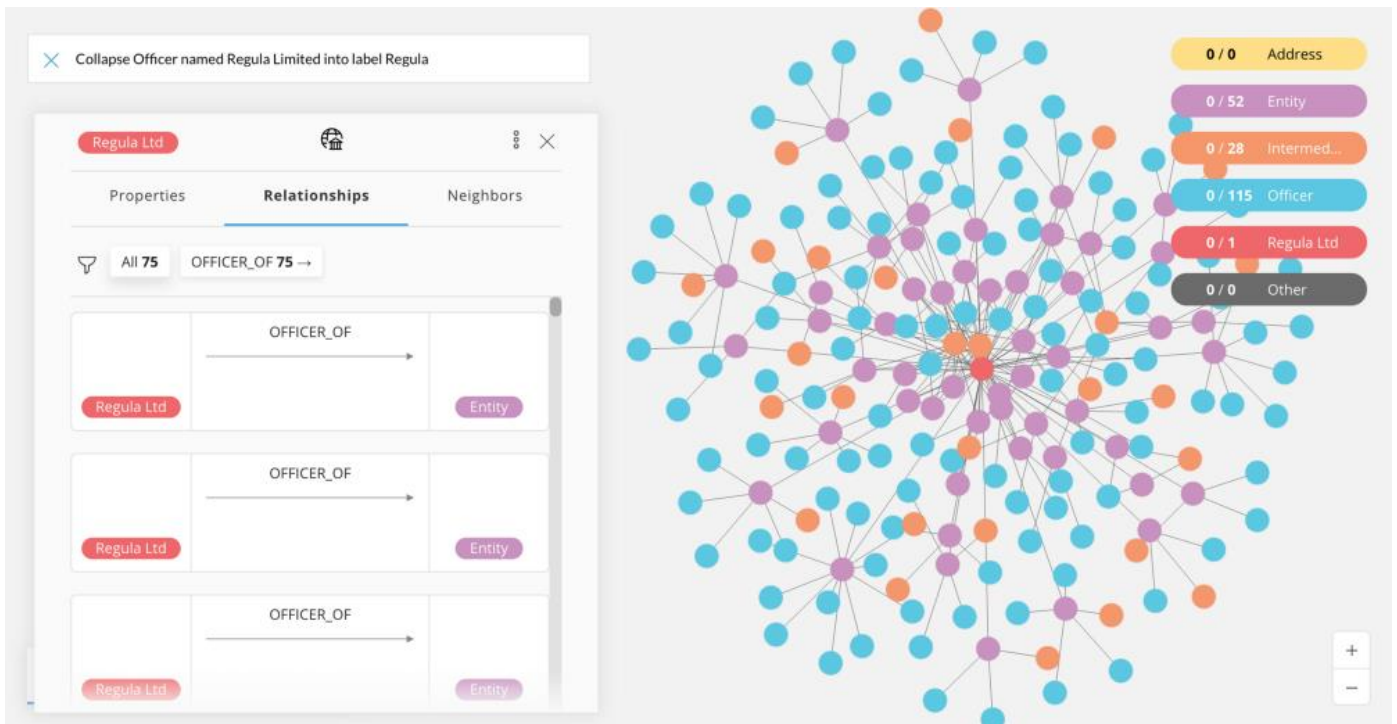 Collapse Officer named Regula Limited into label Regula
Regula Ltd
Properties Relationships Neighbors
All 75 OFFICER_OF 75 →
OFFICER_OF
Regula Ltd Entity
OFFICER_OF
Regula Ltd Entity
OFFICER_OF
Regula Ltd Entity
0 / 0 Address
0 / 52 Entity
0 / 28 Intermed...
0 / 115 Officer
0 / 1 Regula Ltd
0 / 0 Other
+
−